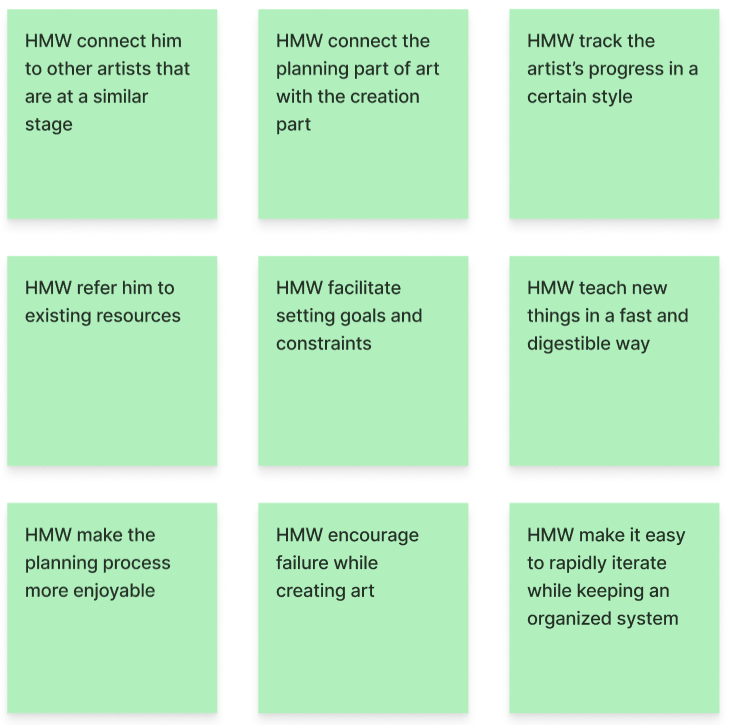 HMW connect him
to other artists that
are at a similar
stage
HMW connect the
planning part of art
with the creation
part
HMW track the
artist’s progress in a
certain style
HMW refer him to
existing resources
HMW facilitate
setting goals and
constraints
HMW teach new
things in a fast and
digestible way
HMW make the
planning process
more enjoyable
HMW encourage
failure while
creating art
HMW make it easy
to rapidly iterate
while keeping an
organized system